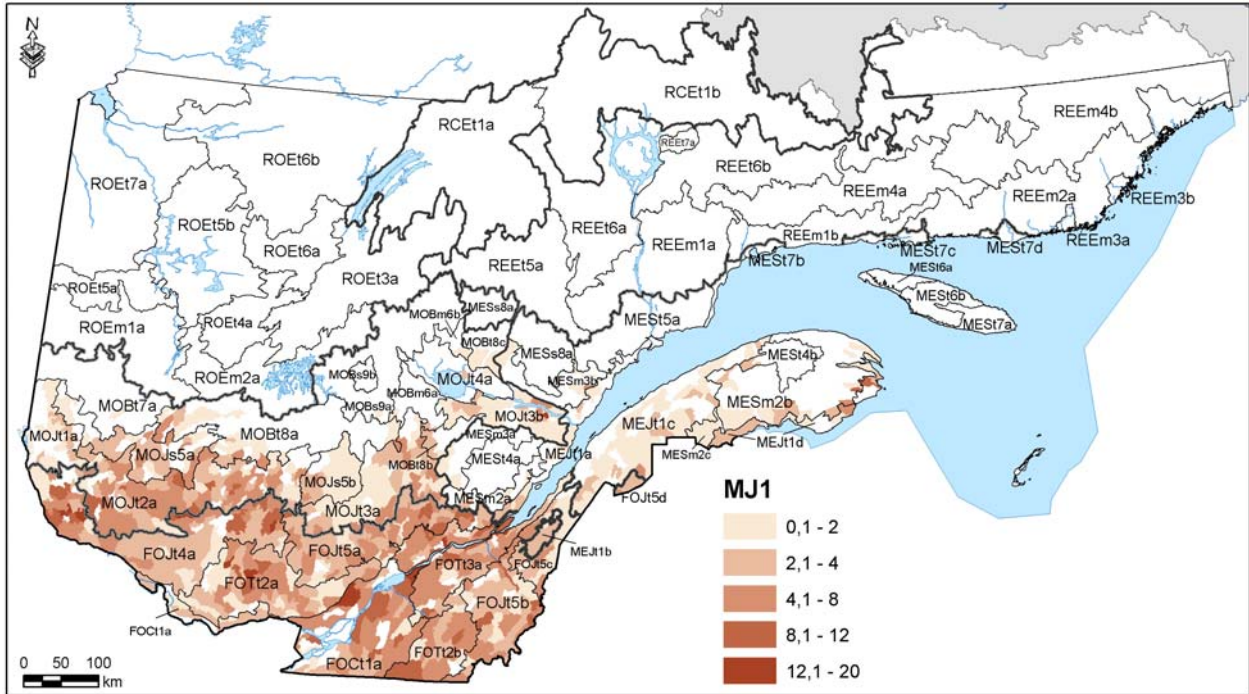 N
RCEt1b
REEm4b
RCEt1a
REEt7a
ROEt6b
REEt6b
ROEt7a
REEm4a
REEm2a
REEm3b
ROEt5b
REEt6a
REEm1a
REEm1b
REEm3a
ROEt6a
MESt7c
MESt7d
MESt7b
REEt5a
MESt6a
ROEt3a
ROEt5a
MESt6b
MESs8a
MOBm6b
MESt5a
ROEm1a
ROEt4a
MESt7a
MOBt8c
MESs8a
MESt4b
ROEm2a
MOBs9b
MOJt4a
MESm3b
MOBm6a
MESm2b
MOBt7a
MOBs9a
MOJt3b
MEJt1c
MOJt1a
MOBt8a
MESm3a
MEJt1a
MEJt1d
MESm2c
MOJs5a
MOBt8b
MESt4a
MOJs5b
MESm2a
FOJt5d
MOJt2a
MOJt3a
MJ1
FOJt4a
FOJt5a
MEJt1b
0,1 - 2
FOTt3a
FOJt5c
2,1 - 4
FOTt2a
FOJt5b
4,1 - 8
FOCt1a
8,1 - 12
FOTt2b
FOCt1a
12,1 - 20
0 50 100
km